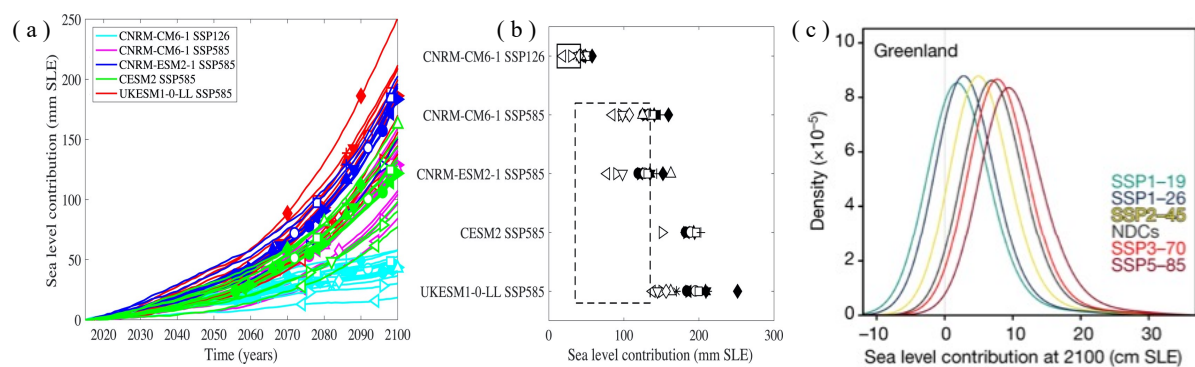 ( a )
250
200
150
100
50
0
Sea level contribution (mm SLE)
CNRM-CM6-1 SSP126
CNRM-CM6-1 SSP585
CNRM-ESM2-1 SSP585
CESM2 SSP585
UKESM1-0-LL SSP585
2020 2030 2040 2050 2060 2070 2080 2090 2100
Time (years)
( b )
CNRM-CM6-1 SSP126
CNRM-CM6-1 SSP585
CNRM-ESM2-1 SSP585
CESM2 SSP585
UKESM1-0-LL SSP585
0 100 200 300
Sea level contribution (mm SLE)
( c )
10
8
6
4
2
0
Density (×10⁻⁵)
Greenland
SSP1–19
SSP1–26
SSP2–45
NDCs
SSP3–70
SSP5–85
−10 0 10 20 30
Sea level contribution at 2100 (cm SLE)